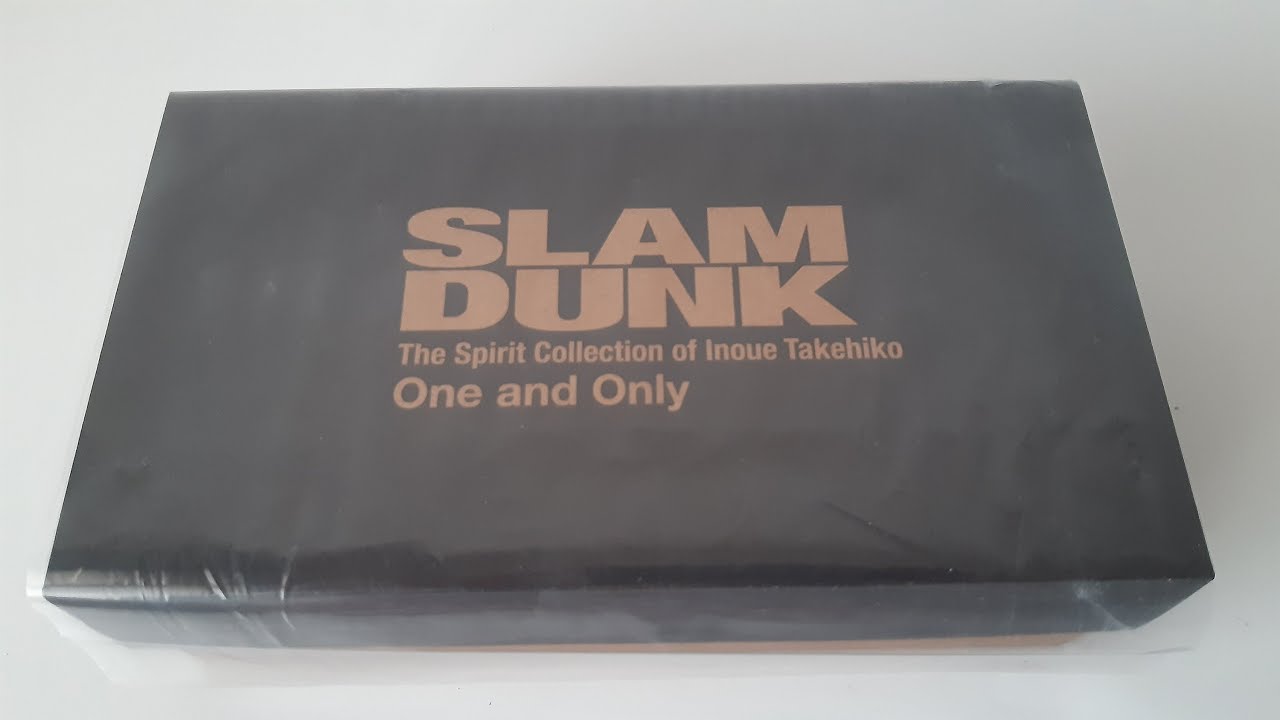 SLAM
DUNK
The Spirit Collection of Inoue Takehiko
One and Only